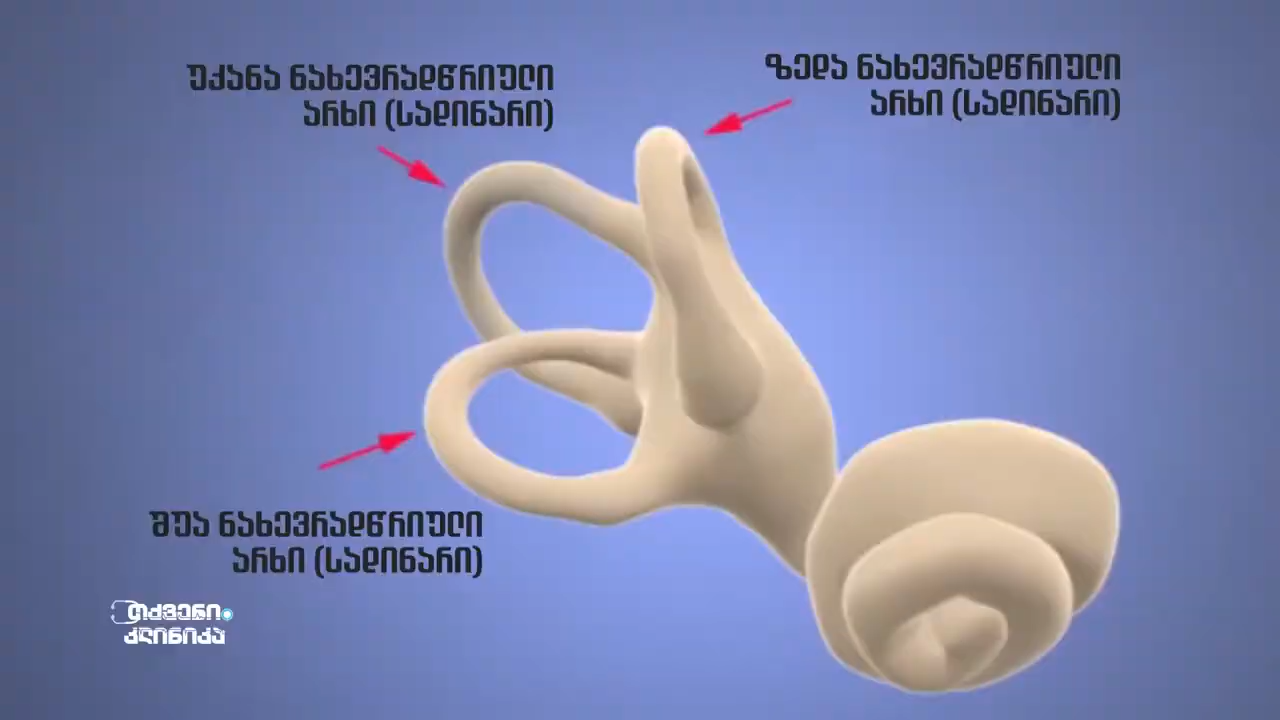 უკანა ნახევრადწრიული
არხი (სადინარი)
ზედა ნახევრადწრიული
არხი (სადინარი)
შუა ნახევრადწრიული
არხი (სადინარი)
თქვენი
კლინიკა